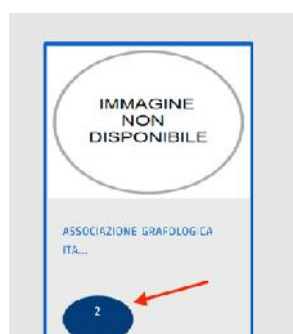 IMMAGINE
NON
DISPONIBILE
ASSOCIAZIONE GRAFOLOGICA
ITA...
2